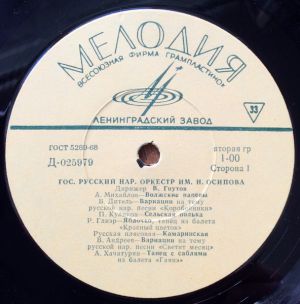 МЕЛОДИЯ
ВСЕСОЮЗНАЯ ФИРМА ГРАМПЛАСТИНОК
33
ЛЕНИНГРАДСКИЙ ЗАВОД
ГОСТ 5289-68
Д-025979
вторая гр
1-00
Сторона 1
ГОС. РУССКИЙ НАР. ОРКЕСТР ИМ. Н. ОСИПОВА
Дирижер В. Гнутов
А. Михайлов—Волжские напевы
В. Дитель—Вариации на тему
русской нар. песни «Коробейники»
П. Куликов—Сельская полька
Р. Глиэр—Яблочко, танец из балета
«Красный цветок»
Русская плясовая—Камаринская
В. Андреев—Вариации на тему
русской нар. песни «Светит месяц»
А. Хачатурян—Танец с саблями
из балета «Гаянэ»